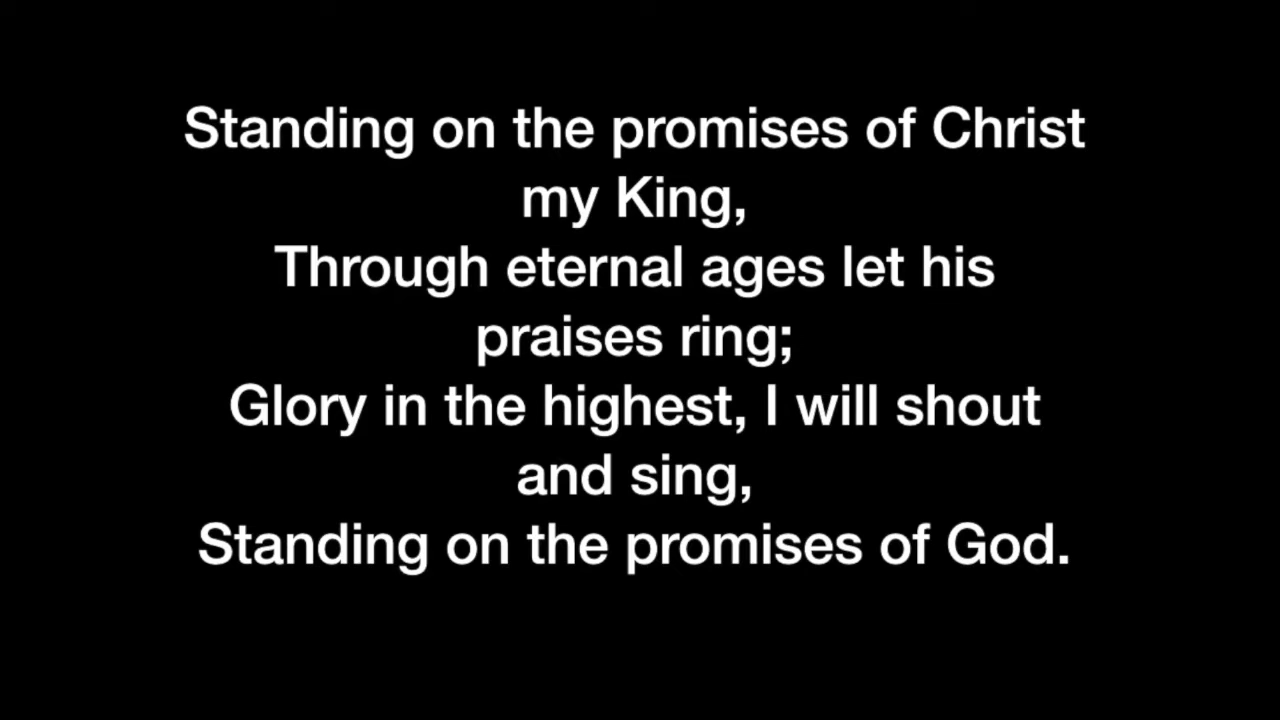 Standing on the promises of Christ
my King,
Through eternal ages let his
praises ring;
Glory in the highest, I will shout
and sing,
Standing on the promises of God.